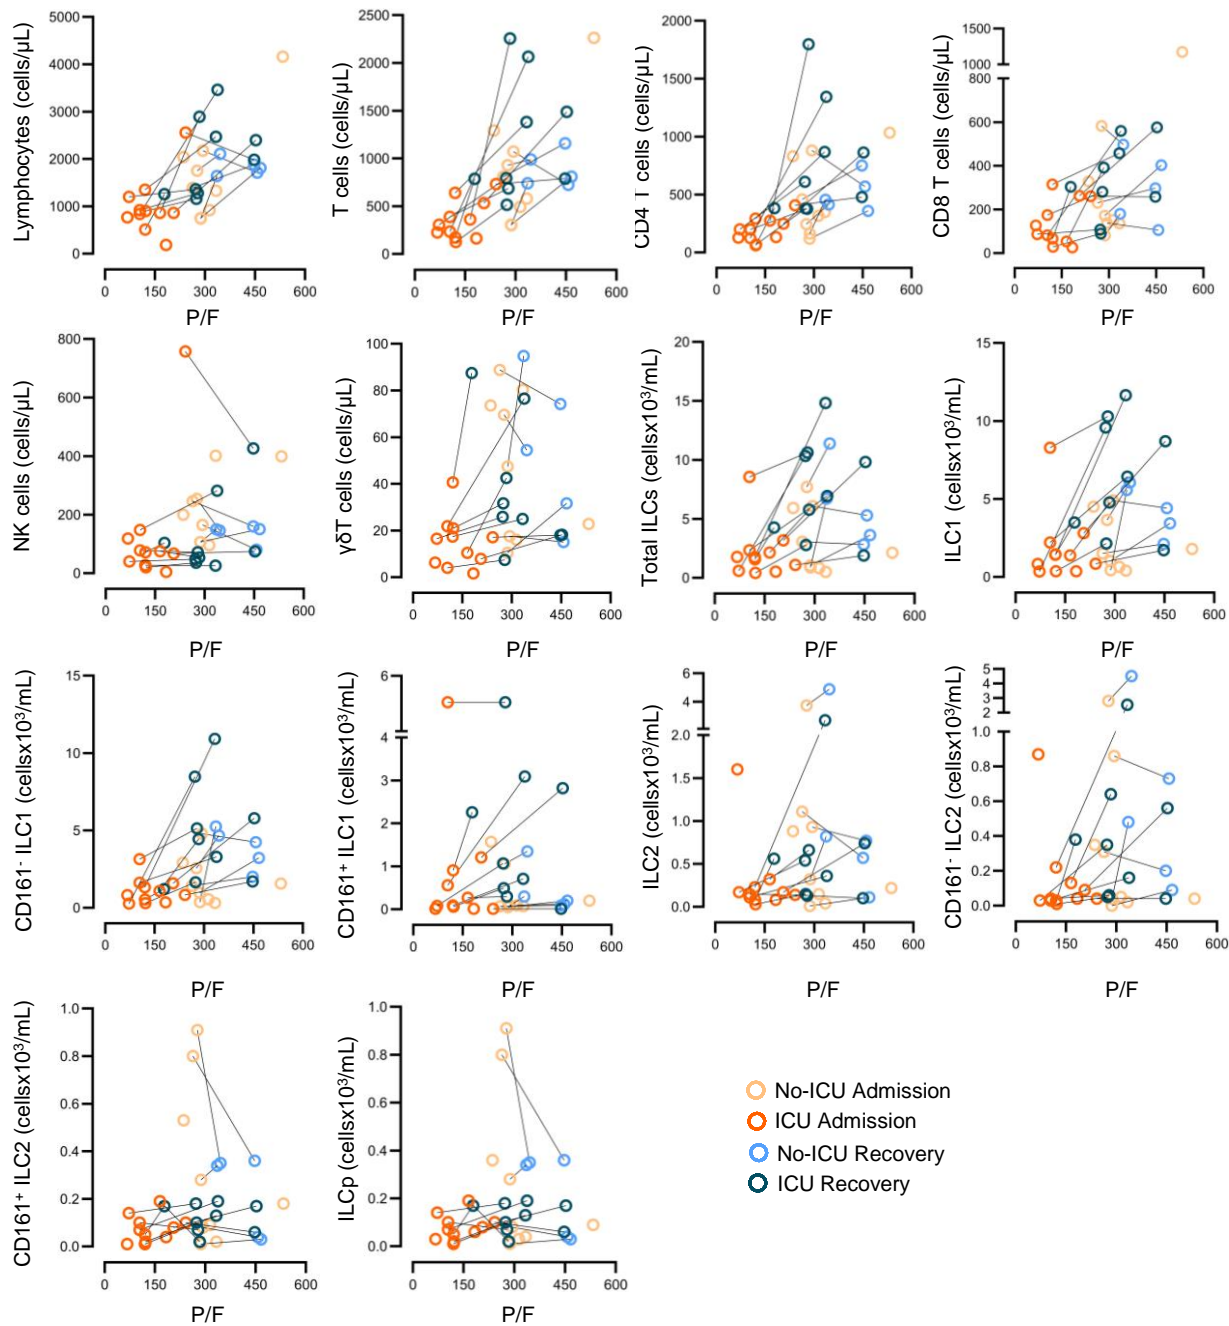 Lymphocytes (cells/µL)
5000
4000
3000
2000
1000
0
0 150 300 450 600
P/F
T cells (cells/µL)
2500
2000
1500
1000
500
0
0 150 300 450 600
P/F
CD4 T cells (cells/µL)
2000
1500
1000
500
0
0 150 300 450 600
P/F
CD8 T cells (cells/µL)
1500
1000
800
600
400
200
0
0 150 300 450 600
P/F
NK cells (cells/µL)
800
600
400
200
0
0 150 300 450 600
P/F
γδT cells (cells/µL)
100
80
60
40
20
0
0 150 300 450 600
P/F
Total ILCs (cellsx10³/mL)
20
15
10
5
0
0 150 300 450 600
P/F
ILC1 (cellsx10³/mL)
15
10
5
0
0 150 300 450 600
P/F
CD161⁻ ILC1 (cellsx10³/mL)
15
10
5
0
0 150 300 450 600
P/F
CD161⁺ ILC1 (cellsx10³/mL)
6
4
3
2
1
0
0 150 300 450 600
P/F
ILC2 (cellsx10³/mL)
6
4
2.0
1.5
1.0
0.5
0.0
0 150 300 450 600
P/F
CD161⁻ ILC2 (cellsx10³/mL)
5
4
3
2
1.0
0.8
0.6
0.4
0.2
0.0
0 150 300 450 600
P/F
CD161⁺ ILC2 (cellsx10³/mL)
1.0
0.8
0.6
0.4
0.2
0.0
0 150 300 450 600
P/F
ILCp (cellsx10³/mL)
1.0
0.8
0.6
0.4
0.2
0.0
0 150 300 450 600
P/F
No-ICU Admission
ICU Admission
No-ICU Recovery
ICU Recovery